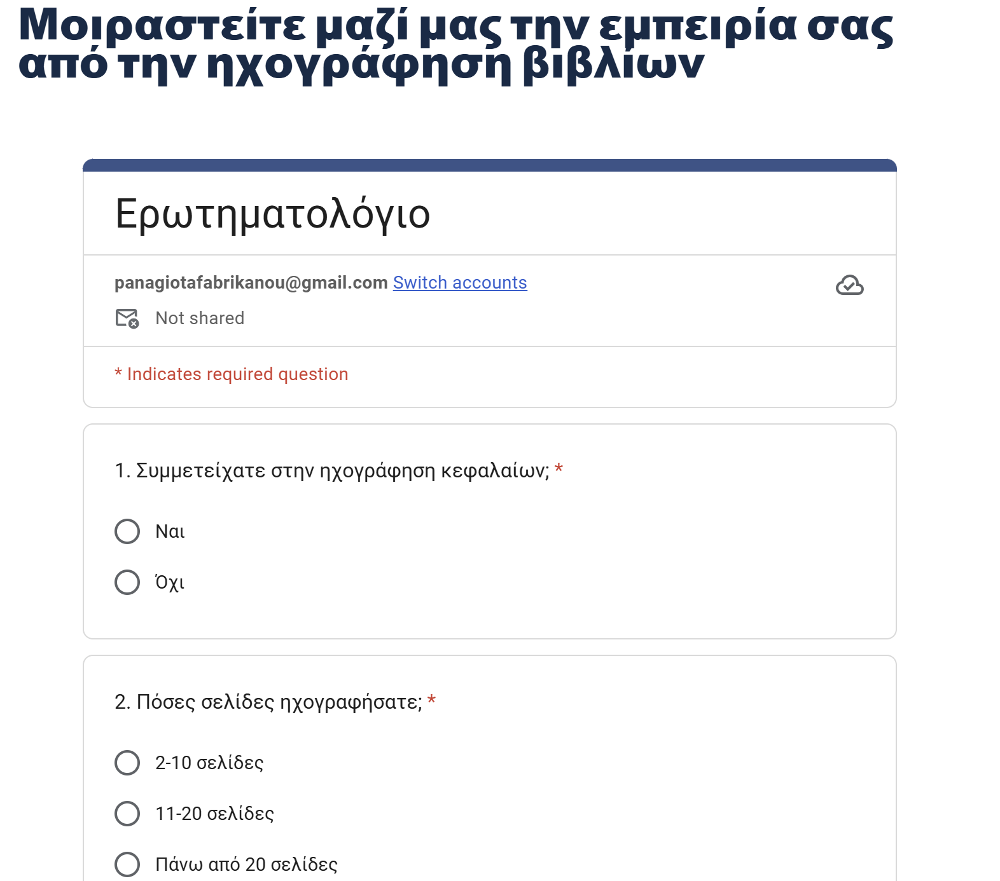 Μοιραστείτε μαζί μας την εμπειρία σας
από την ηχογράφηση βιβλίων
Ερωτηματολόγιο
panagiotafabrikanou@gmail.com Switch accounts
Not shared
* Indicates required question
1. Συμμετείχατε στην ηχογράφηση κεφαλαίων; *
Ναι
Όχι
2. Πόσες σελίδες ηχογραφήσατε; *
2-10 σελίδες
11-20 σελίδες
Πάνω από 20 σελίδες